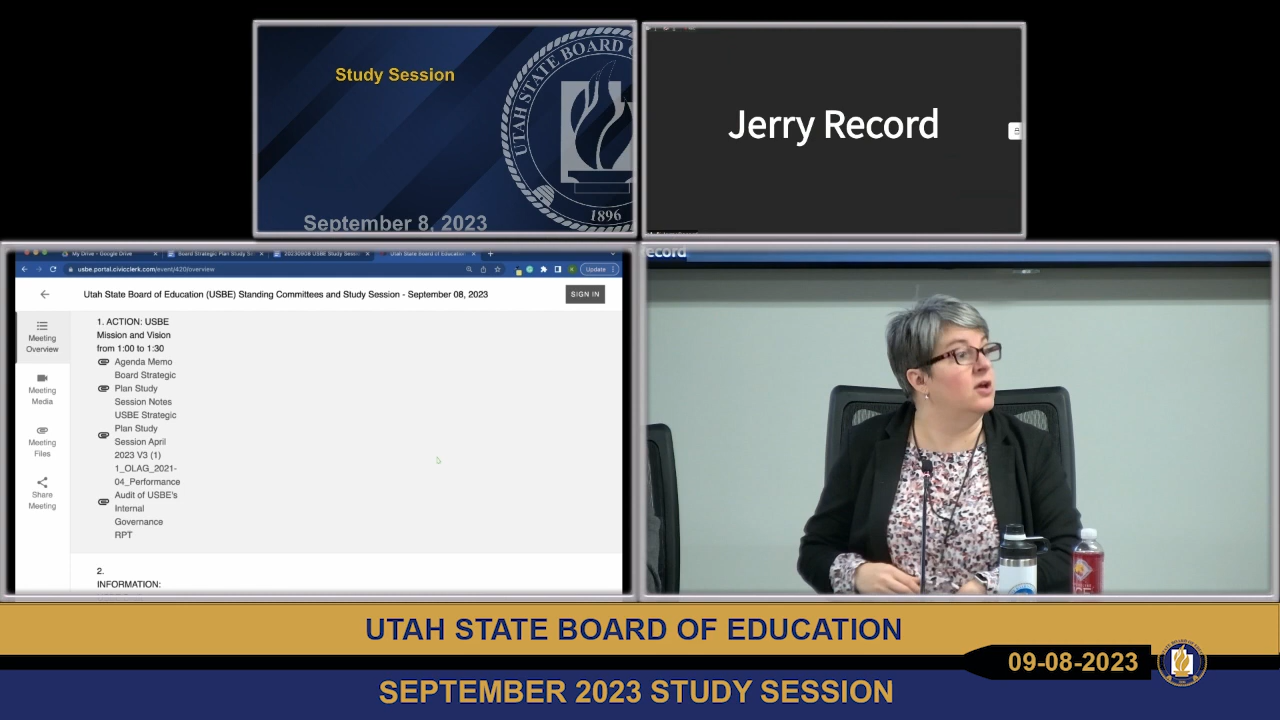 Study Session
UTAH STATE BOARD O
1896
September 8, 2023
Jerry Record
ecord
My Drive - Google Drive
Board Strategic Plan Study Se
20230908 USBE Study Sessi
Utah State Board of Education
usbe.portal.civicclerk.com/event/420/overview
Update
Utah State Board of Education (USBE) Standing Committees and Study Session - September 08, 2023
SIGN IN
Meeting
Overview
Meeting
Media
Meeting
Files
Share
Meeting
1. ACTION: USBE
Mission and Vision
from 1:00 to 1:30
Agenda Memo
Board Strategic
Plan Study
Session Notes
USBE Strategic
Plan Study
Session April
2023 V3 (1)
1_OLAG_2021-
04_Performance
Audit of USBE's
Internal
Governance
RPT
2.
INFORMATION:
UTAH STATE BOARD OF EDUCATION
09-08-2023
SEPTEMBER 2023 STUDY SESSION